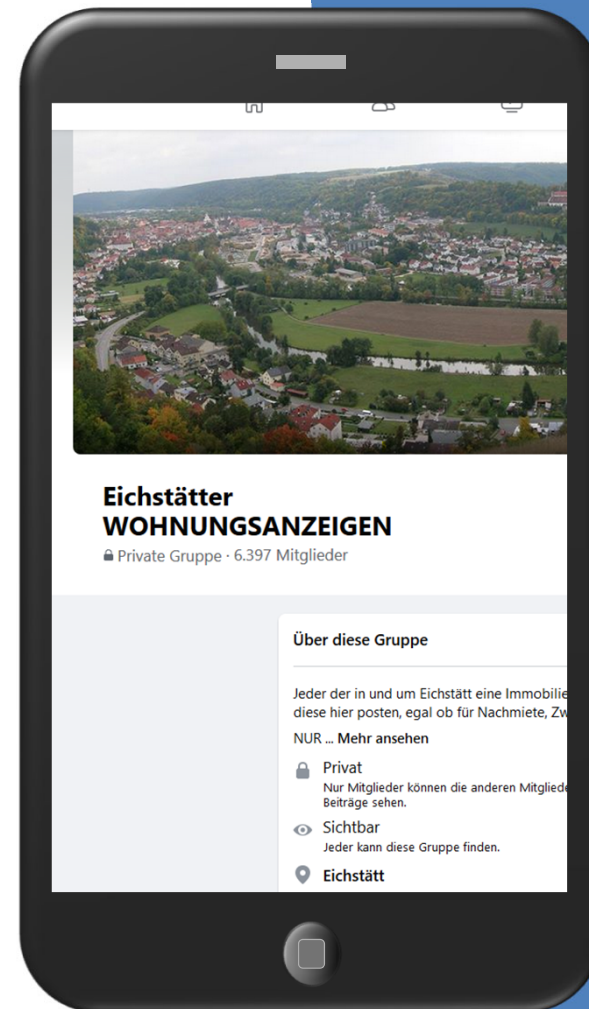 Eichstätter
WOHNUNGSANZEIGEN
Private Gruppe · 6.397 Mitglieder
Über diese Gruppe
Jeder der in und um Eichstätt eine Immobilie
diese hier posten, egal ob für Nachmiete, Zw
NUR ... Mehr ansehen
Privat
Nur Mitglieder können die anderen Mitgliede
Beiträge sehen.
Sichtbar
Jeder kann diese Gruppe finden.
Eichstätt